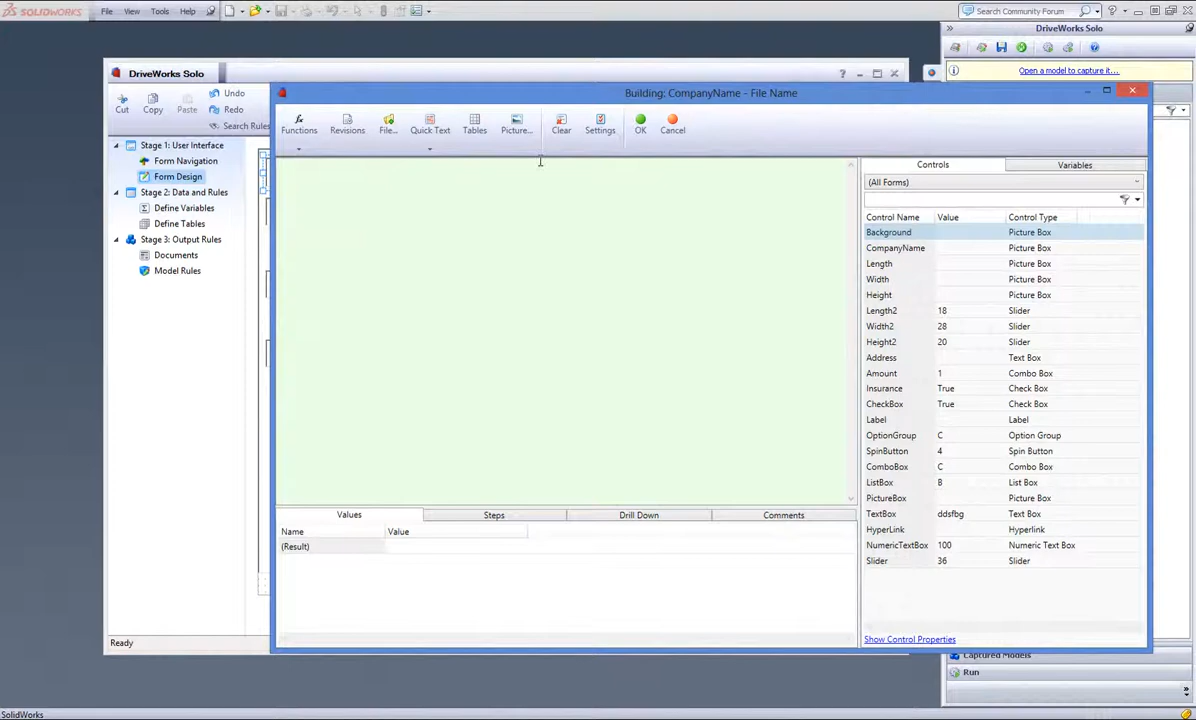 SOLIDWORKS File View Tools Help Search Community Forum
DriveWorks Solo
Open a model to capture it...
DriveWorks Solo
Building: CompanyName - File Name
Cut Copy Paste Undo
Redo
Search Rules
Functions Revisions File... Quick Text Tables Picture... Clear Settings OK Cancel
Stage 1: User Interface
Form Navigation
Form Design
Stage 2: Data and Rules
Define Variables
Define Tables
Stage 3: Output Rules
Documents
Model Rules
Controls Variables
(All Forms)
Control Name Value Control Type
Background Picture Box
CompanyName Picture Box
Length Picture Box
Width Picture Box
Height Picture Box
Length2 18 Slider
Width2 28 Slider
Height2 20 Slider
Address Text Box
Amount 1 Combo Box
Insurance True Check Box
CheckBox True Check Box
Label Label
OptionGroup C Option Group
SpinButton 4 Spin Button
ComboBox C Combo Box
ListBox B List Box
PictureBox Picture Box
TextBox ddsfbg Text Box
HyperLink Hyperlink
NumericTextBox 100 Numeric Text Box
Slider 36 Slider
Show Control Properties
Values Steps Drill Down Comments
Name Value
(Result)
Ready
Captured Models
Run
SolidWorks